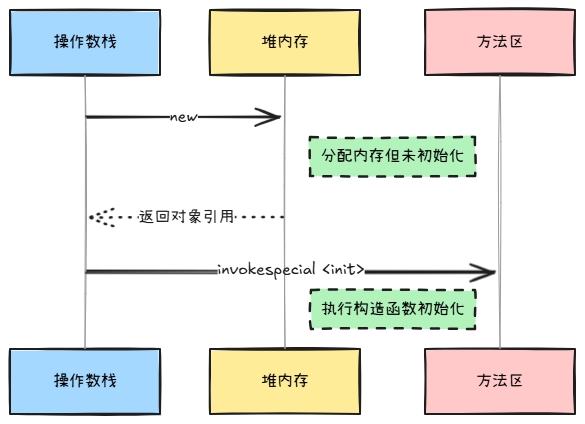 操作数栈
堆内存
方法区
new
分配内存但未初始化
返回对象引用
invokespecial <init>
执行构造函数初始化
操作数栈
堆内存
方法区